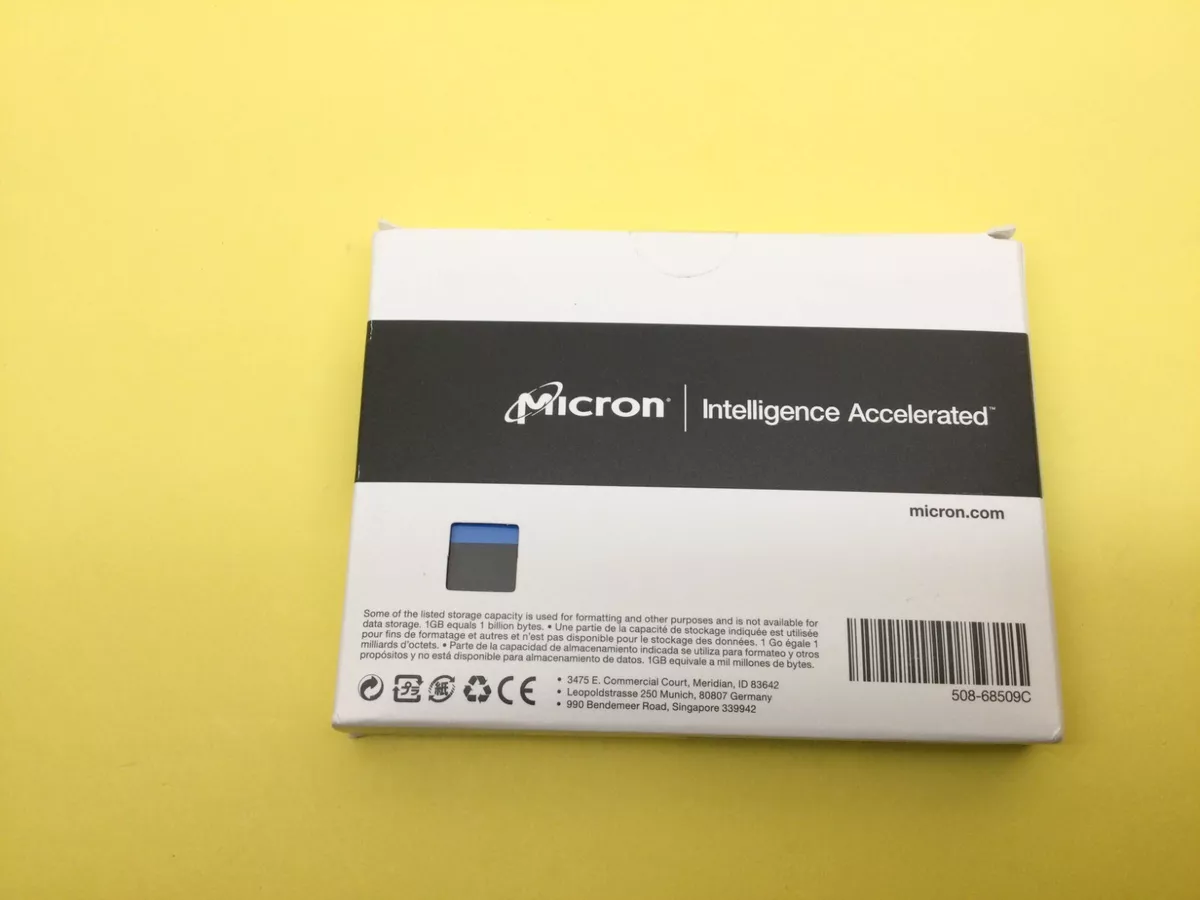 Micron® | Intelligence Accelerated™
micron.com
Some of the listed storage capacity is used for formatting and other purposes and is not available for
data storage. 1GB equals 1 billion bytes. • Une partie de la capacité de stockage indiquée est utilisée
pour fins de formatage et autres et n'est pas disponible pour le stockage des données. 1 Go égale 1
milliards d'octets. • Parte de la capacidad de almacenamiento indicada se utiliza para formateo y otros
propósitos y no está disponible para almacenamiento de datos. 1GB equivale a mil millones de bytes.
プラ 紙 CE
• 3475 E. Commercial Court, Meridian, ID 83642
• Leopoldstrasse 250 Munich, 80807 Germany
• 990 Bendemeer Road, Singapore 339942
508-68509C